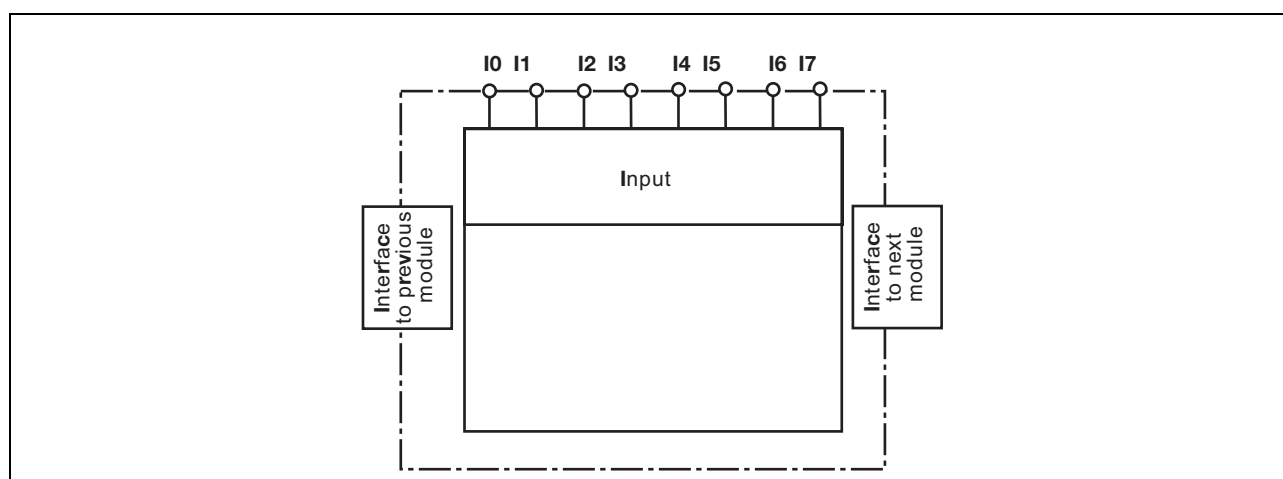 I0 I1 I2 I3 I4 I5 I6 I7
Input
Interface
to previous
module
Interface
to next
module